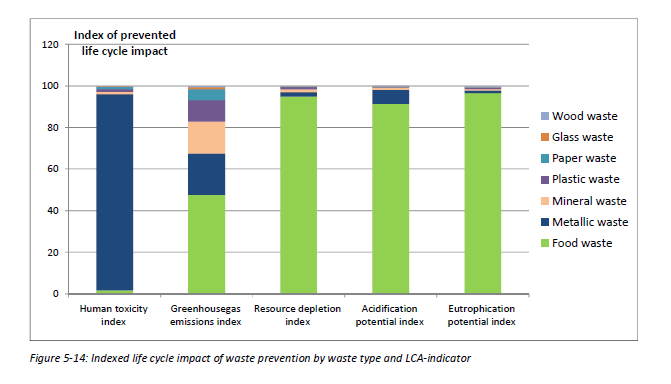 Index of prevented
life cycle impact
120
100
80
60
40
20
0
Human toxicity
index
Greenhousegas
emissions index
Resource depletion
index
Acidification
potential index
Eutrophication
potential index
Wood waste
Glass waste
Paper waste
Plastic waste
Mineral waste
Metallic waste
Food waste
Figure 5-14: Indexed life cycle impact of waste prevention by waste type and LCA-indicator